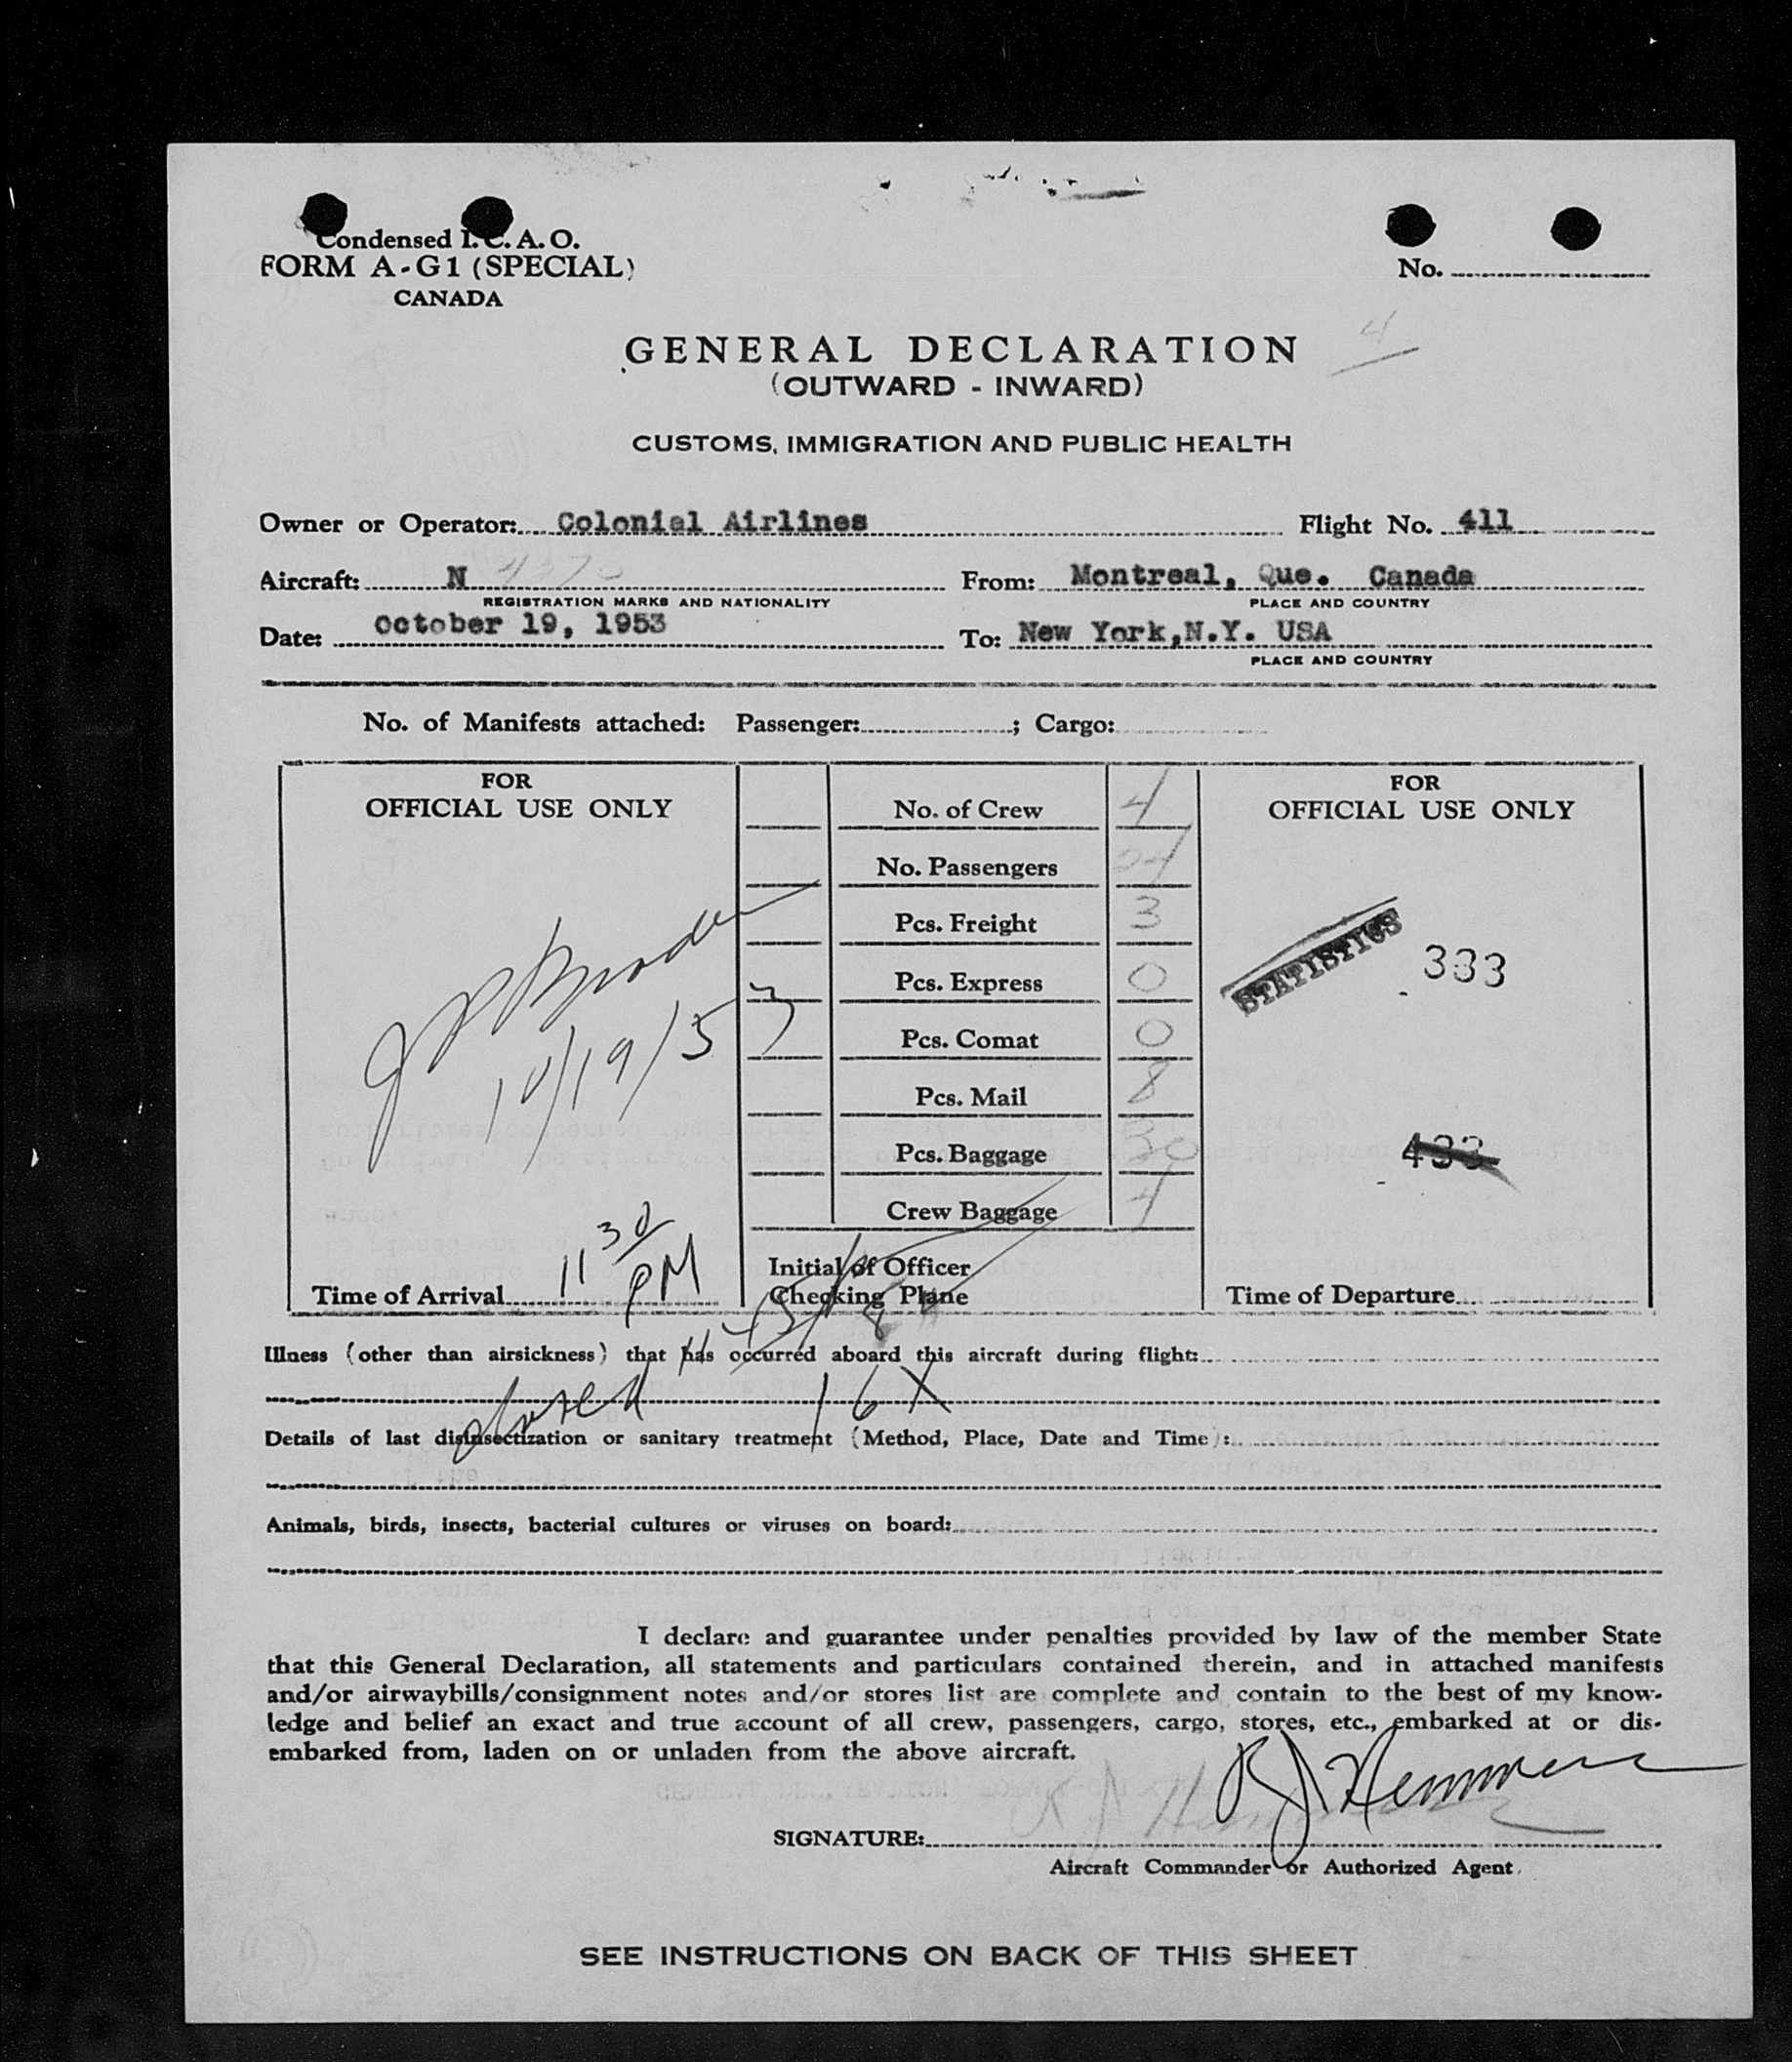 Condensed I.C.A.O.
FORM A-G1 (SPECIAL)
CANADA
No.
4
GENERAL DECLARATION
(OUTWARD - INWARD)
CUSTOMS, IMMIGRATION AND PUBLIC HEALTH
Owner or Operator: Colonial Airlines Flight No. 411
Aircraft: N From: Montreal, Que. Canada
REGISTRATION MARKS AND NATIONALITY PLACE AND COUNTRY
Date: October 19, 1953 To: New York,N.Y. USA
PLACE AND COUNTRY
No. of Manifests attached: Passenger: ; Cargo:
FOR
OFFICIAL USE ONLY
10/19/53
Time of Arrival 11 30 PM
No. of Crew 4
No. Passengers
Pcs. Freight 3
Pcs. Express 0
Pcs. Comat 0
Pcs. Mail 8
Pcs. Baggage 30
Crew Baggage 4
Initial of Officer
Checking Plane
FOR
OFFICIAL USE ONLY
STATISTICS 333
433
Time of Departure
Illness (other than airsickness) that has occurred aboard this aircraft during flight:
16X
Details of last disinsectization or sanitary treatment (Method, Place, Date and Time):
Animals, birds, insects, bacterial cultures or viruses on board:
I declare and guarantee under penalties provided by law of the member State
that this General Declaration, all statements and particulars contained therein, and in attached manifests
and/or airwaybills/consignment notes and/or stores list are complete and contain to the best of my know-
ledge and belief an exact and true account of all crew, passengers, cargo, stores, etc., embarked at or dis-
embarked from, laden on or unladen from the above aircraft.
SIGNATURE:
Aircraft Commander or Authorized Agent.
SEE INSTRUCTIONS ON BACK OF THIS SHEET